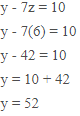 y - 7z = 10
y - 7(6) = 10
y - 42 = 10
y = 10 + 42
y = 52